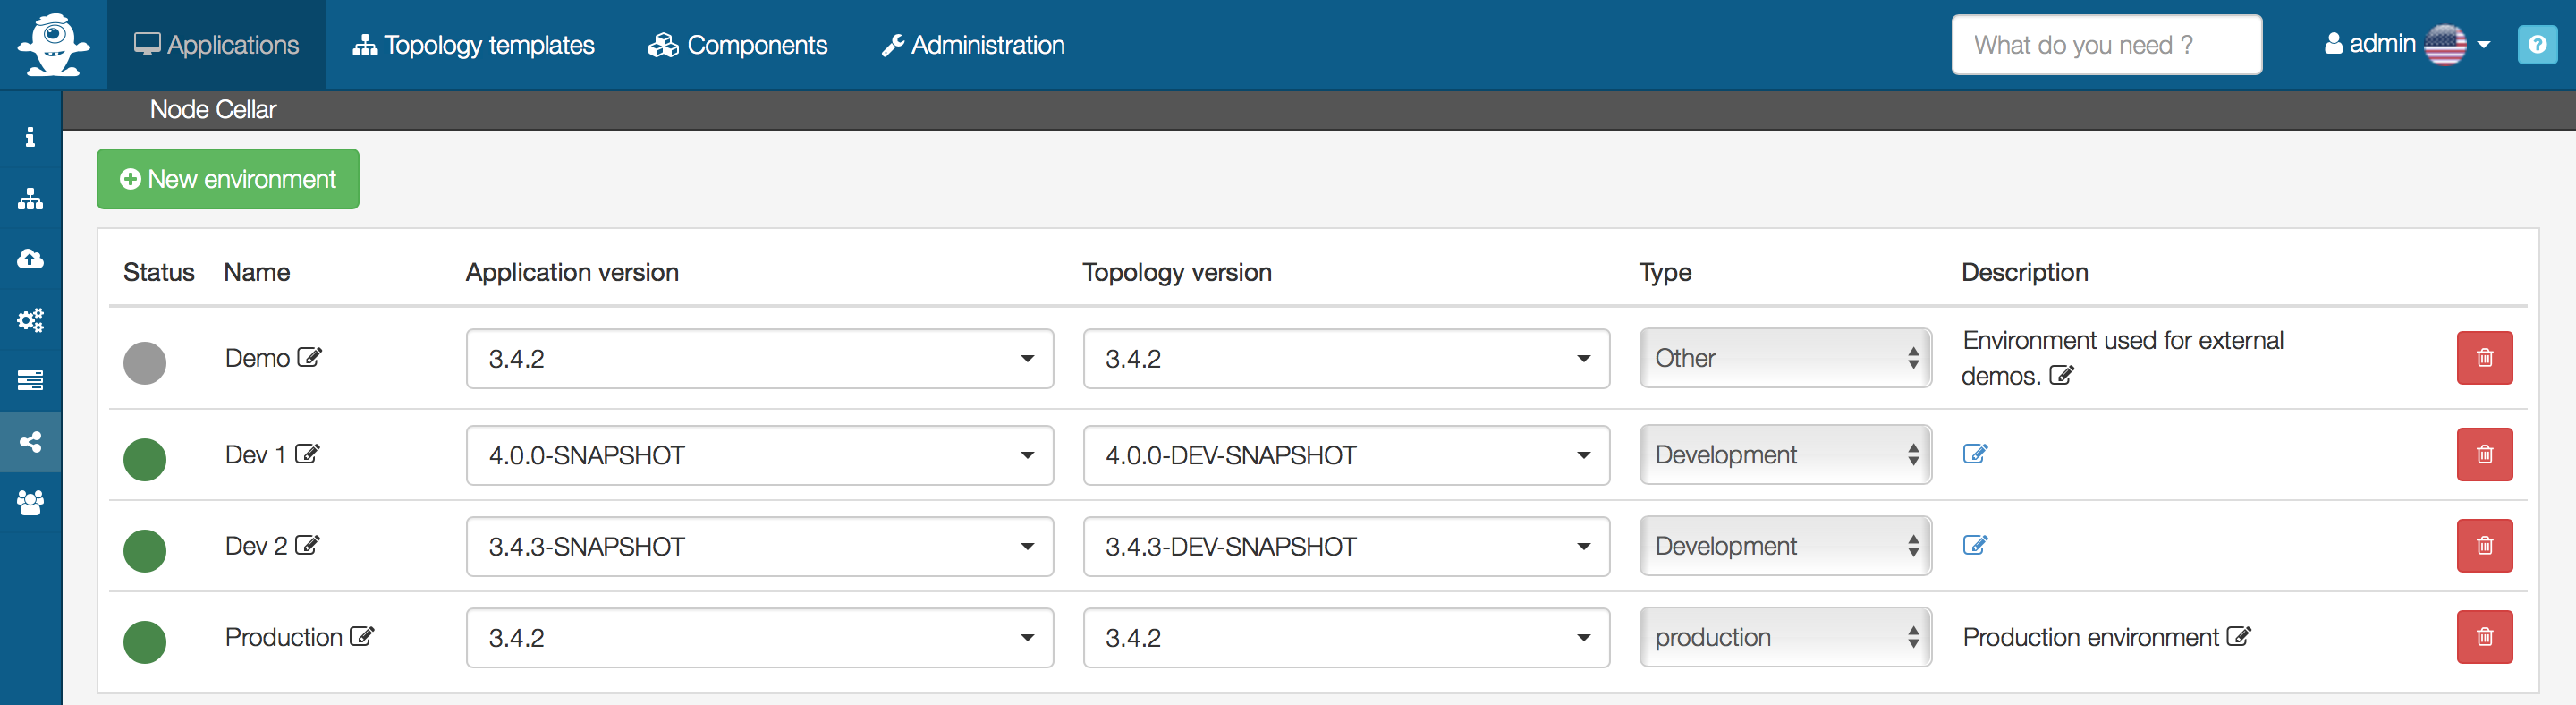 Applications Topology templates Components Administration What do you need ? admin
Node Cellar
New environment
Status Name Application version Topology version Type Description
Demo 3.4.2 3.4.2 Other Environment used for external
demos.
Dev 1 4.0.0-SNAPSHOT 4.0.0-DEV-SNAPSHOT Development
Dev 2 3.4.3-SNAPSHOT 3.4.3-DEV-SNAPSHOT Development
Production 3.4.2 3.4.2 production Production environment